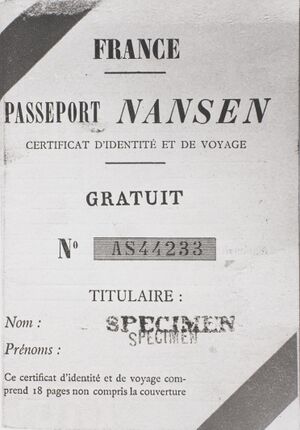 FRANCE
PASSEPORT NANSEN
CERTIFICAT D'IDENTITÉ ET DE VOYAGE
GRATUIT
No AS44233
TITULAIRE :
Nom : SPECIMEN
SPECIMEN
Prénoms :
Ce certificat d'identité et de voyage com-
prend 18 pages non compris la couverture